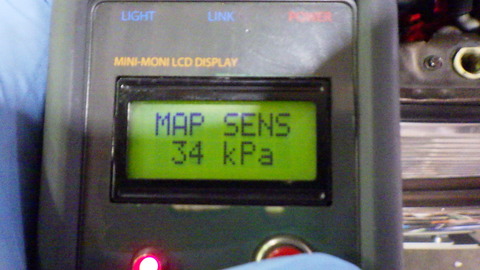 LIGHT LINK POWER
MINI-MONI LCD DISPLAY
MAP SENS
34 kPa